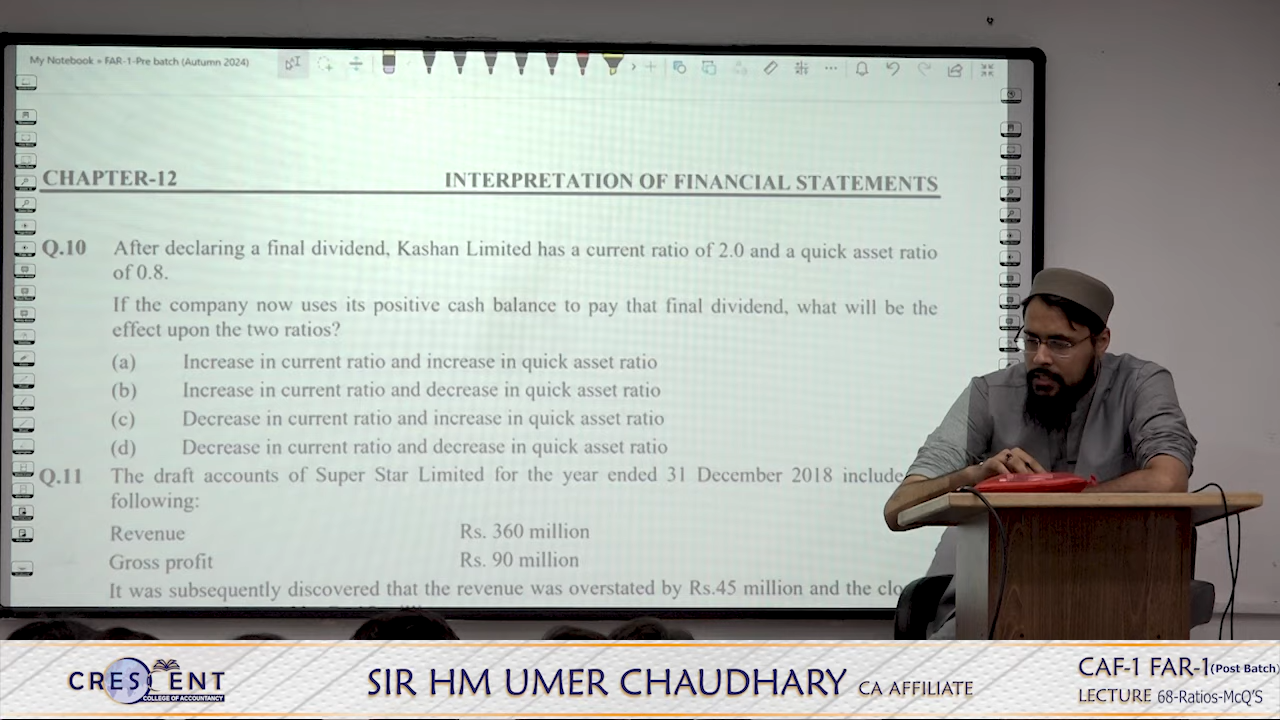 My Notebook » FAR-1-Pre batch (Autumn 2024)
CHAPTER-12 INTERPRETATION OF FINANCIAL STATEMENTS
Q.10 After declaring a final dividend, Kashan Limited has a current ratio of 2.0 and a quick asset ratio
of 0.8.
If the company now uses its positive cash balance to pay that final dividend, what will be the
effect upon the two ratios?
(a) Increase in current ratio and increase in quick asset ratio
(b) Increase in current ratio and decrease in quick asset ratio
(c) Decrease in current ratio and increase in quick asset ratio
(d) Decrease in current ratio and decrease in quick asset ratio
Q.11 The draft accounts of Super Star Limited for the year ended 31 December 2018 include
following:
Revenue Rs. 360 million
Gross profit Rs. 90 million
It was subsequently discovered that the revenue was overstated by Rs.45 million and the clo
CRESCENT
COLLEGE OF ACCOUNTANCY
SIR HM UMER CHAUDHARY CA AFFILIATE
CAF-1 FAR-1(Post Batch)
LECTURE 68-Ratios-McQ'S